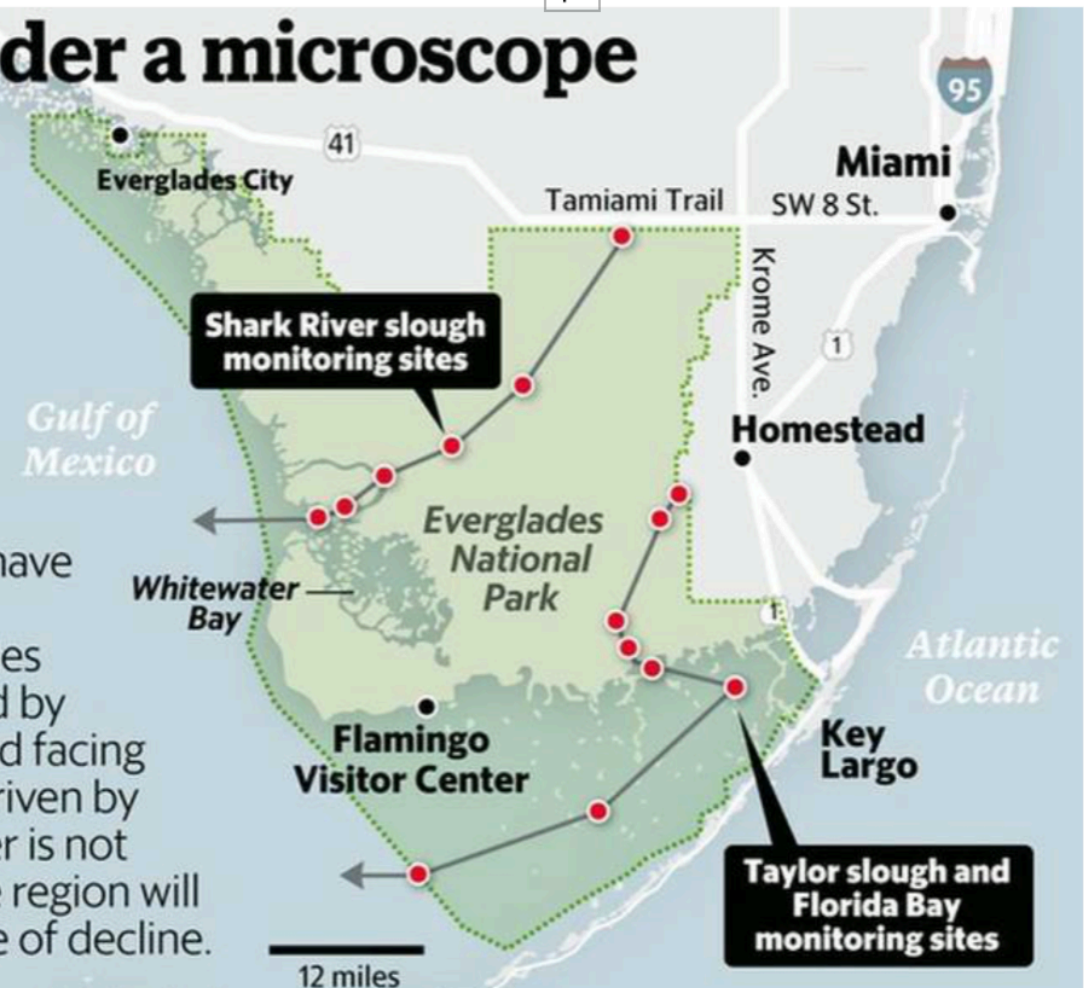 der a microscope
95
41
Miami
Everglades City
Tamiami Trail
SW 8 St.
Krome Ave.
Shark River slough
monitoring sites
1
Gulf of
Mexico
Homestead
Everglades
National
Park
have
Whitewater
Bay
1
es
d by
d facing
riven by
er is not
e region will
e of decline.
Atlantic
Ocean
Flamingo
Visitor Center
Key
Largo
Taylor slough and
Florida Bay
monitoring sites
12 miles